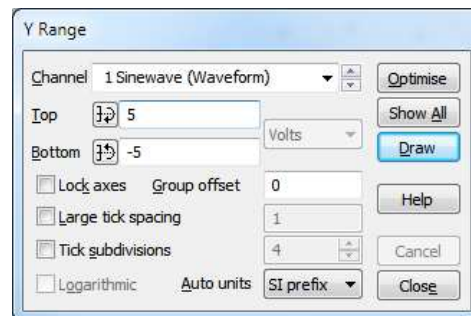 Y Range
Channel 1 Sinewave (Waveform) Optimise
Top 5 Show All
Volts Draw
Bottom -5
Lock axes Group offset 0 Help
Large tick spacing 1
Tick subdivisions 4 Cancel
Logarithmic Auto units SI prefix Close